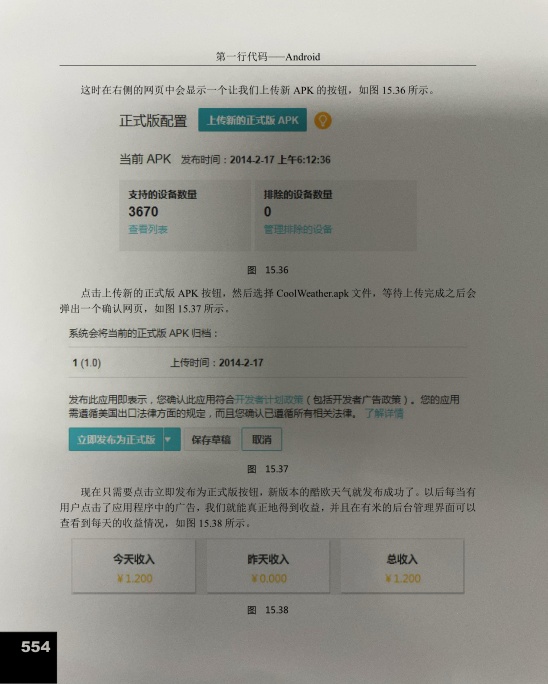 第一行代码——Android
这时在右侧的网页中会显示一个让我们上传新 APK 的按钮，如图 15.36 所示。
正式版配置 上传新的正式版 APK
当前 APK 发布时间：2014-2-17 上午6:12:36
支持的设备数量 排除的设备数量
3670 0
查看列表 管理排除的设备
图 15.36
点击上传新的正式版 APK 按钮，然后选择 CoolWeather.apk 文件，等待上传完成之后会
弹出一个确认网页，如图 15.37 所示。
系统会将当前的正式版 APK 归档：
1 (1.0) 上传时间：2014-2-17
发布此应用即表示，您确认此应用符合开发者计划政策（包括开发者广告政策）。您的应用
需遵循美国出口法律方面的规定，而且您确认已遵循所有相关法律。 了解详情
立即发布为正式版 保存草稿 取消
图 15.37
现在只需要点击立即发布为正式版按钮，新版本的酷欧天气就发布成功了。以后每当有
用户点击了应用程序中的广告，我们就能真正地得到收益，并且在有米的后台管理界面可以
查看到每天的收益情况，如图 15.38 所示。
今天收入 昨天收入 总收入
¥1.200 ¥0.000 ¥1.200
图 15.38
554